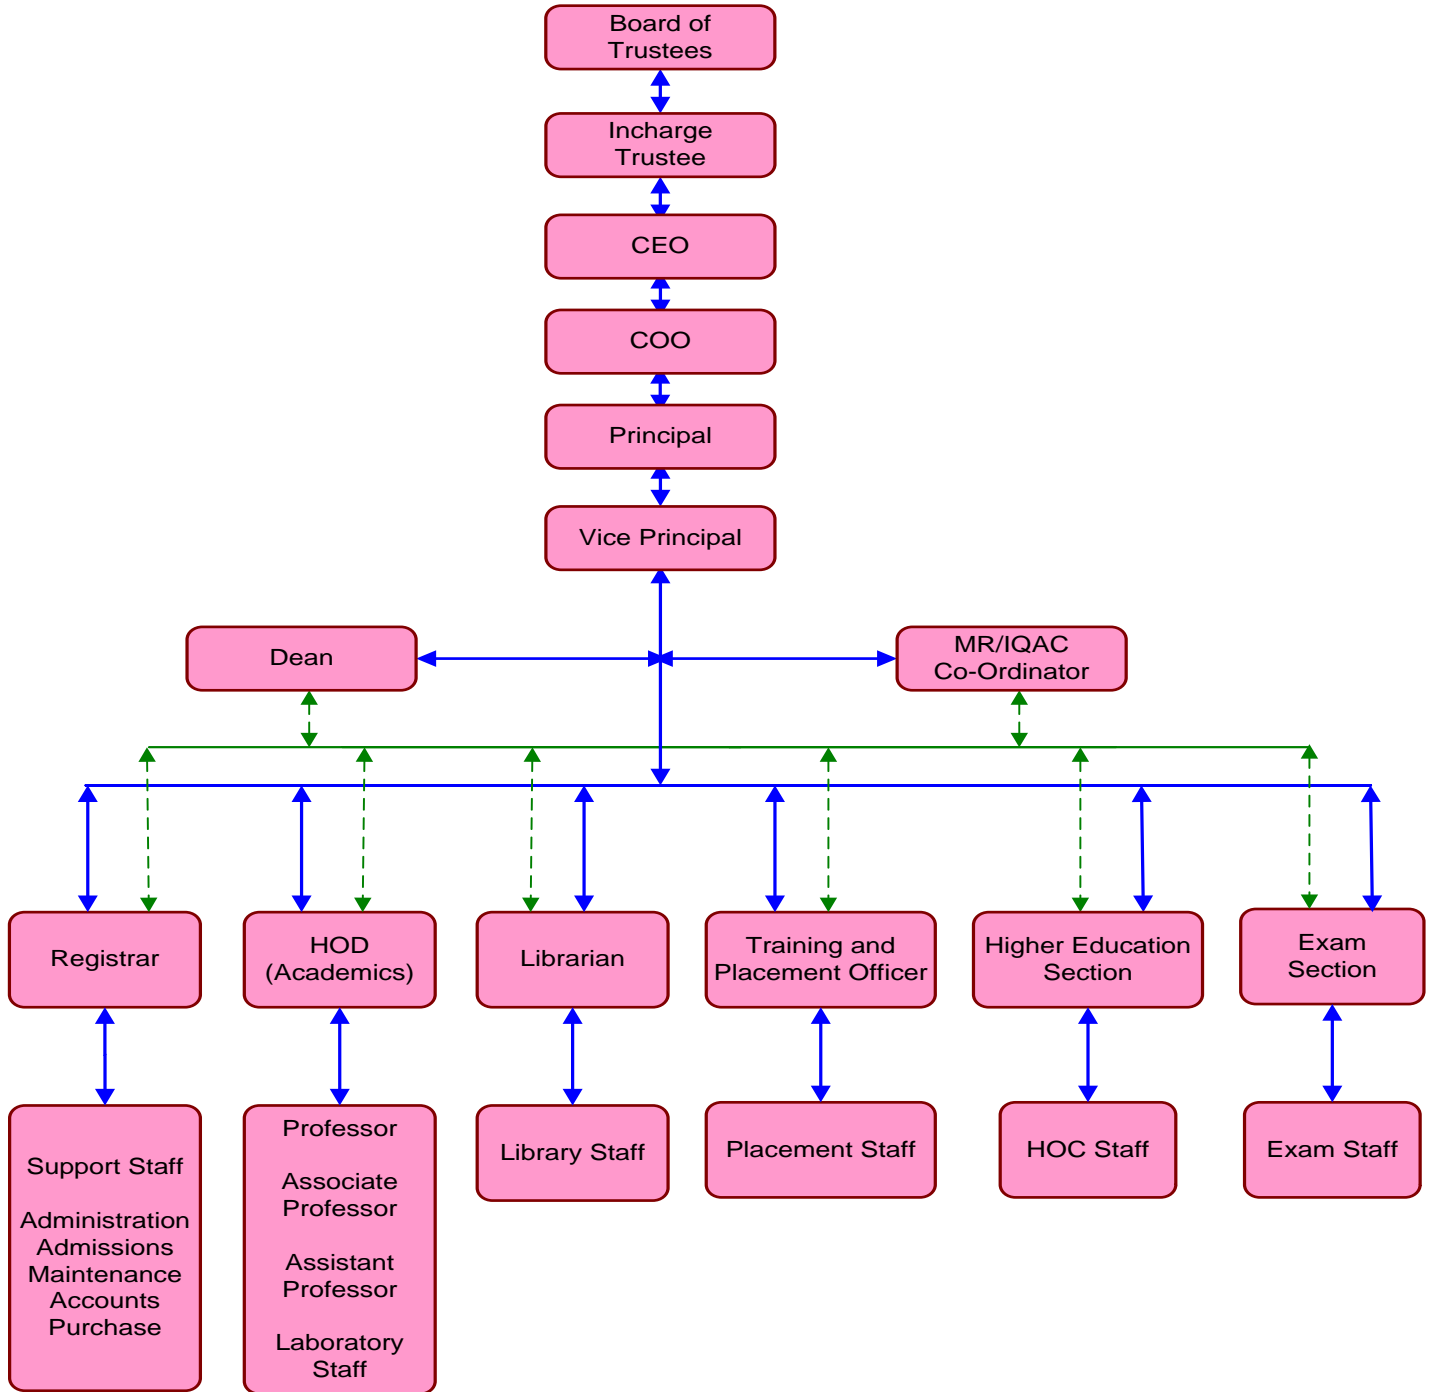 Board of
Trustees
Incharge
Trustee
CEO
COO
Principal
Vice Principal
Dean
MR/IQAC
Co-Ordinator
Registrar
HOD
(Academics)
Librarian
Training and
Placement Officer
Higher Education
Section
Exam
Section
Support Staff
Administration
Admissions
Maintenance
Accounts
Purchase
Professor
Associate
Professor
Assistant
Professor
Laboratory
Staff
Library Staff
Placement Staff
HOC Staff
Exam Staff